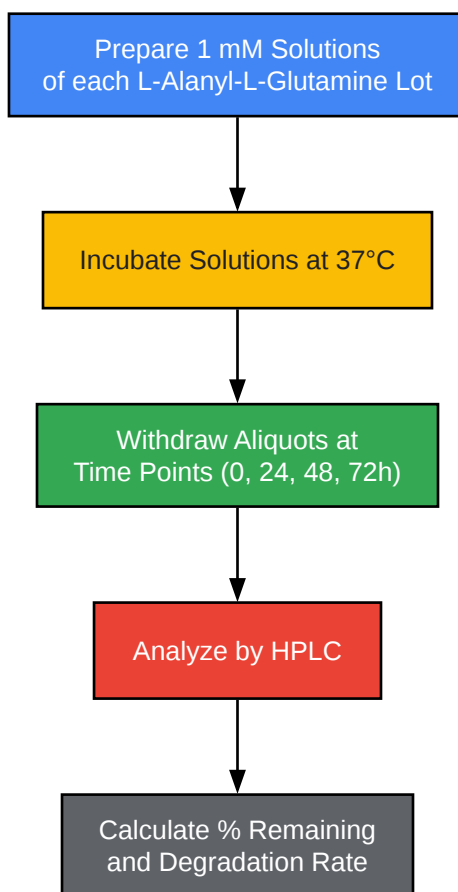 Prepare 1 mM Solutions
of each L-Alanyl-L-Glutamine Lot
Incubate Solutions at 37°C
Withdraw Aliquots at
Time Points (0, 24, 48, 72h)
Analyze by HPLC
Calculate % Remaining
and Degradation Rate